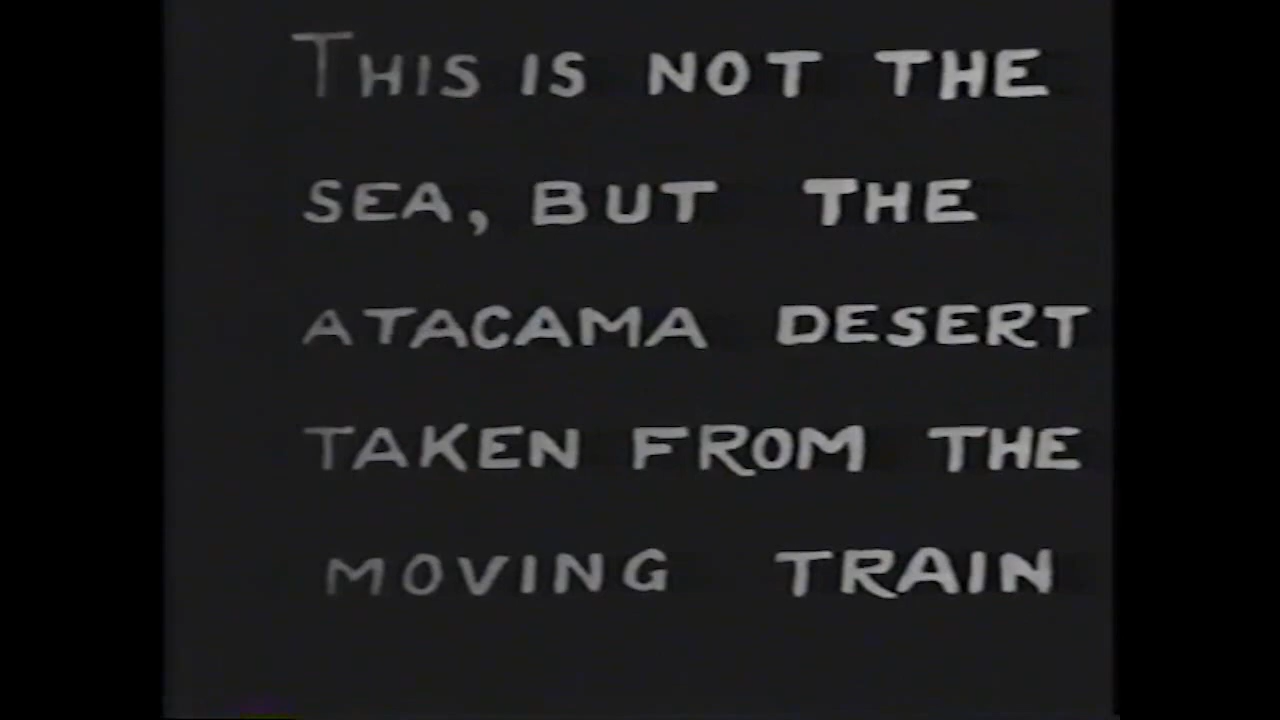 THIS IS NOT THE
SEA, BUT THE
ATACAMA DESERT
TAKEN FROM THE
MOVING TRAIN